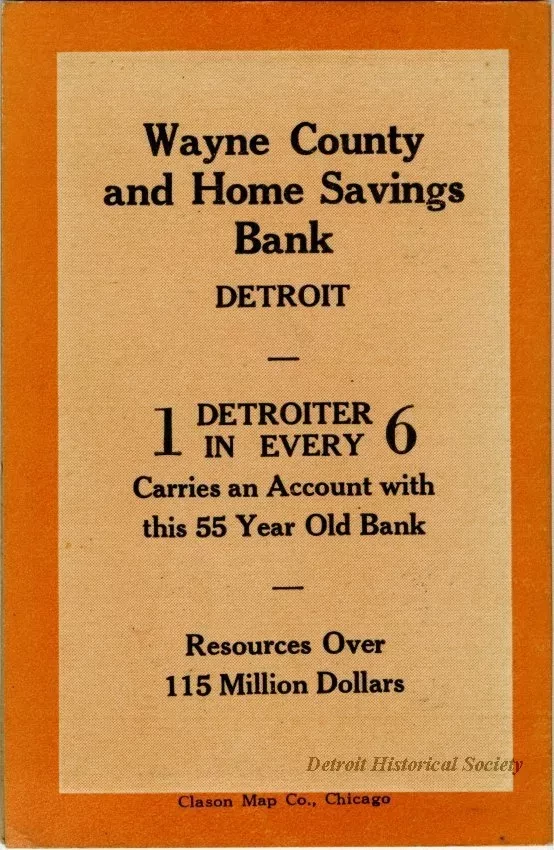 Wayne County
and Home Savings
Bank
DETROIT
—
1 DETROITER
IN EVERY 6
Carries an Account with
this 55 Year Old Bank
—
Resources Over
115 Million Dollars
Detroit Historical Society
Clason Map Co., Chicago